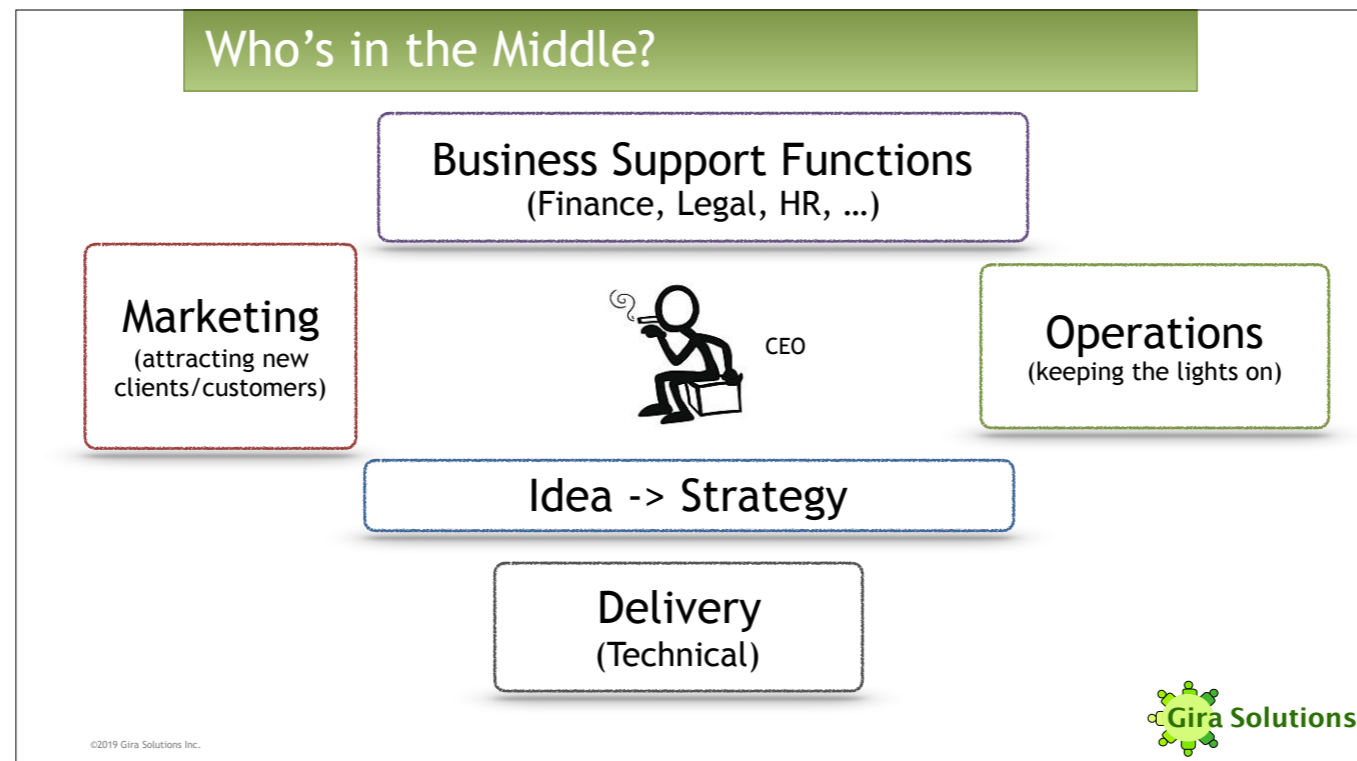 Who’s in the Middle?
Business Support Functions
(Finance, Legal, HR, …)
Marketing
(attracting new
clients/customers)
CEO
Operations
(keeping the lights on)
Idea -> Strategy
Delivery
(Technical)
©2019 Gira Solutions Inc.
Gira Solutions